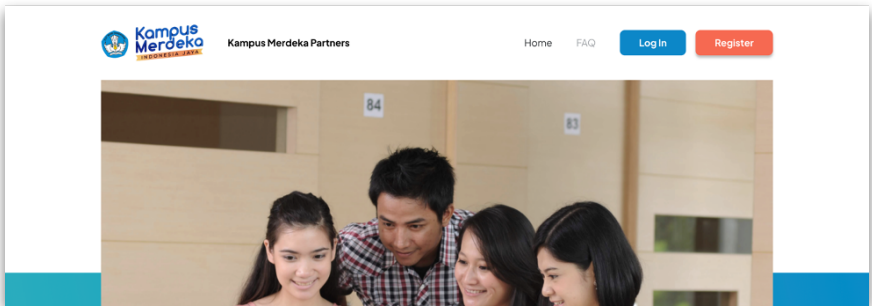 Kampus
Merdeka
INDONESIA JAYA
Kampus Merdeka Partners
Home
FAQ
Log In
Register
84
83